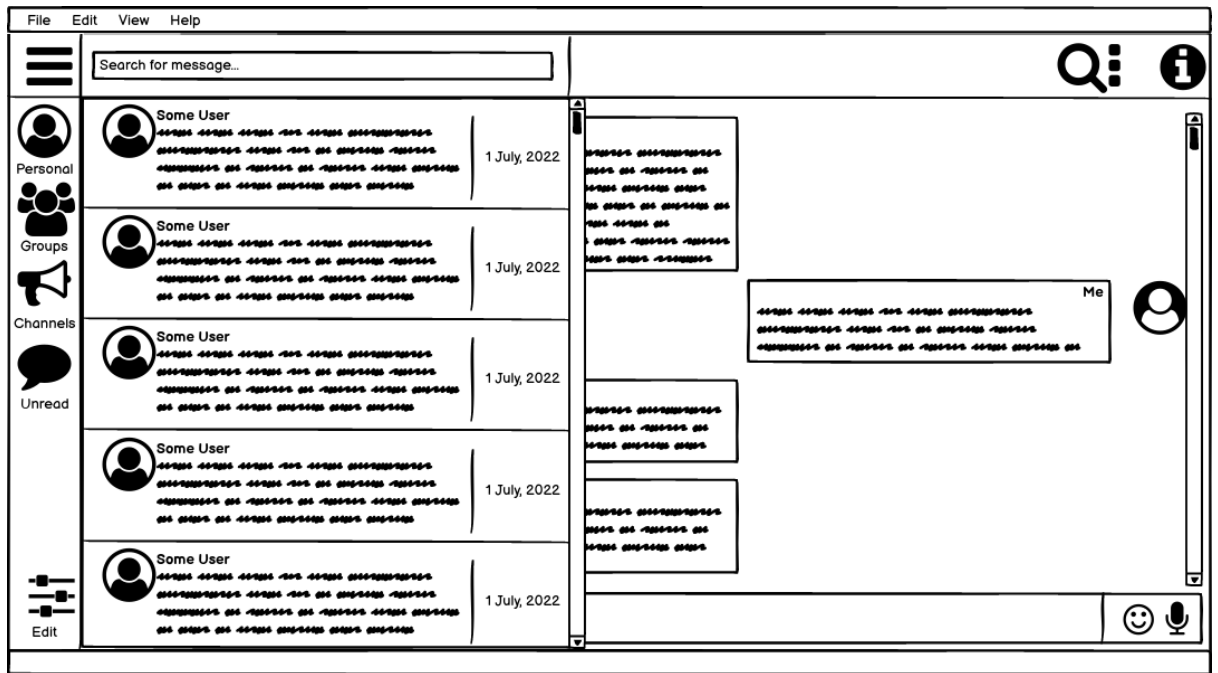 File Edit View Help
Search for message...
Personal
Groups
Channels
Unread
Edit
Some User
1 July, 2022
Some User
1 July, 2022
Some User
1 July, 2022
Some User
1 July, 2022
Some User
1 July, 2022
Me